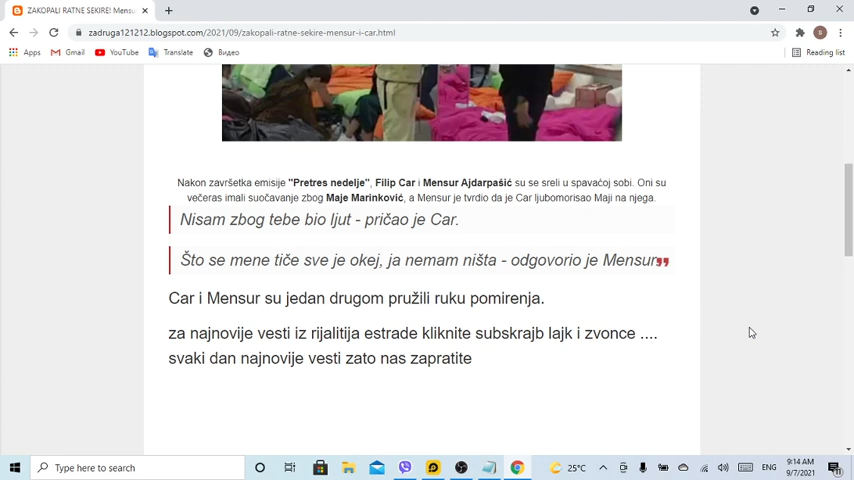 ZAKOPALI RATNE SEKIRE! Mensu
zadruga121212.blogspot.com/2021/09/zakopali-ratne-sekire-mensur-i-car.html
Apps Gmail YouTube Translate Видео Reading list
Nakon završetka emisije "Pretres nedelje", Filip Car i Mensur Ajdarpašić su se sreli u spavaćoj sobi. Oni su
večeras imali suočavanje zbog Maje Marinković, a Mensur je tvrdio da je Car ljubomorisao Maji na njega.
Nisam zbog tebe bio ljut - pričao je Car.
Što se mene tiče sve je okej, ja nemam ništa - odgovorio je Mensur.
Car i Mensur su jedan drugom pružili ruku pomirenja.
za najnovije vesti iz rijalitija estrade kliknite subskrajb lajk i zvonce ....
svaki dan najnovije vesti zato nas zapratite
Type here to search
25°C
ENG
9:14 AM
9/7/2021